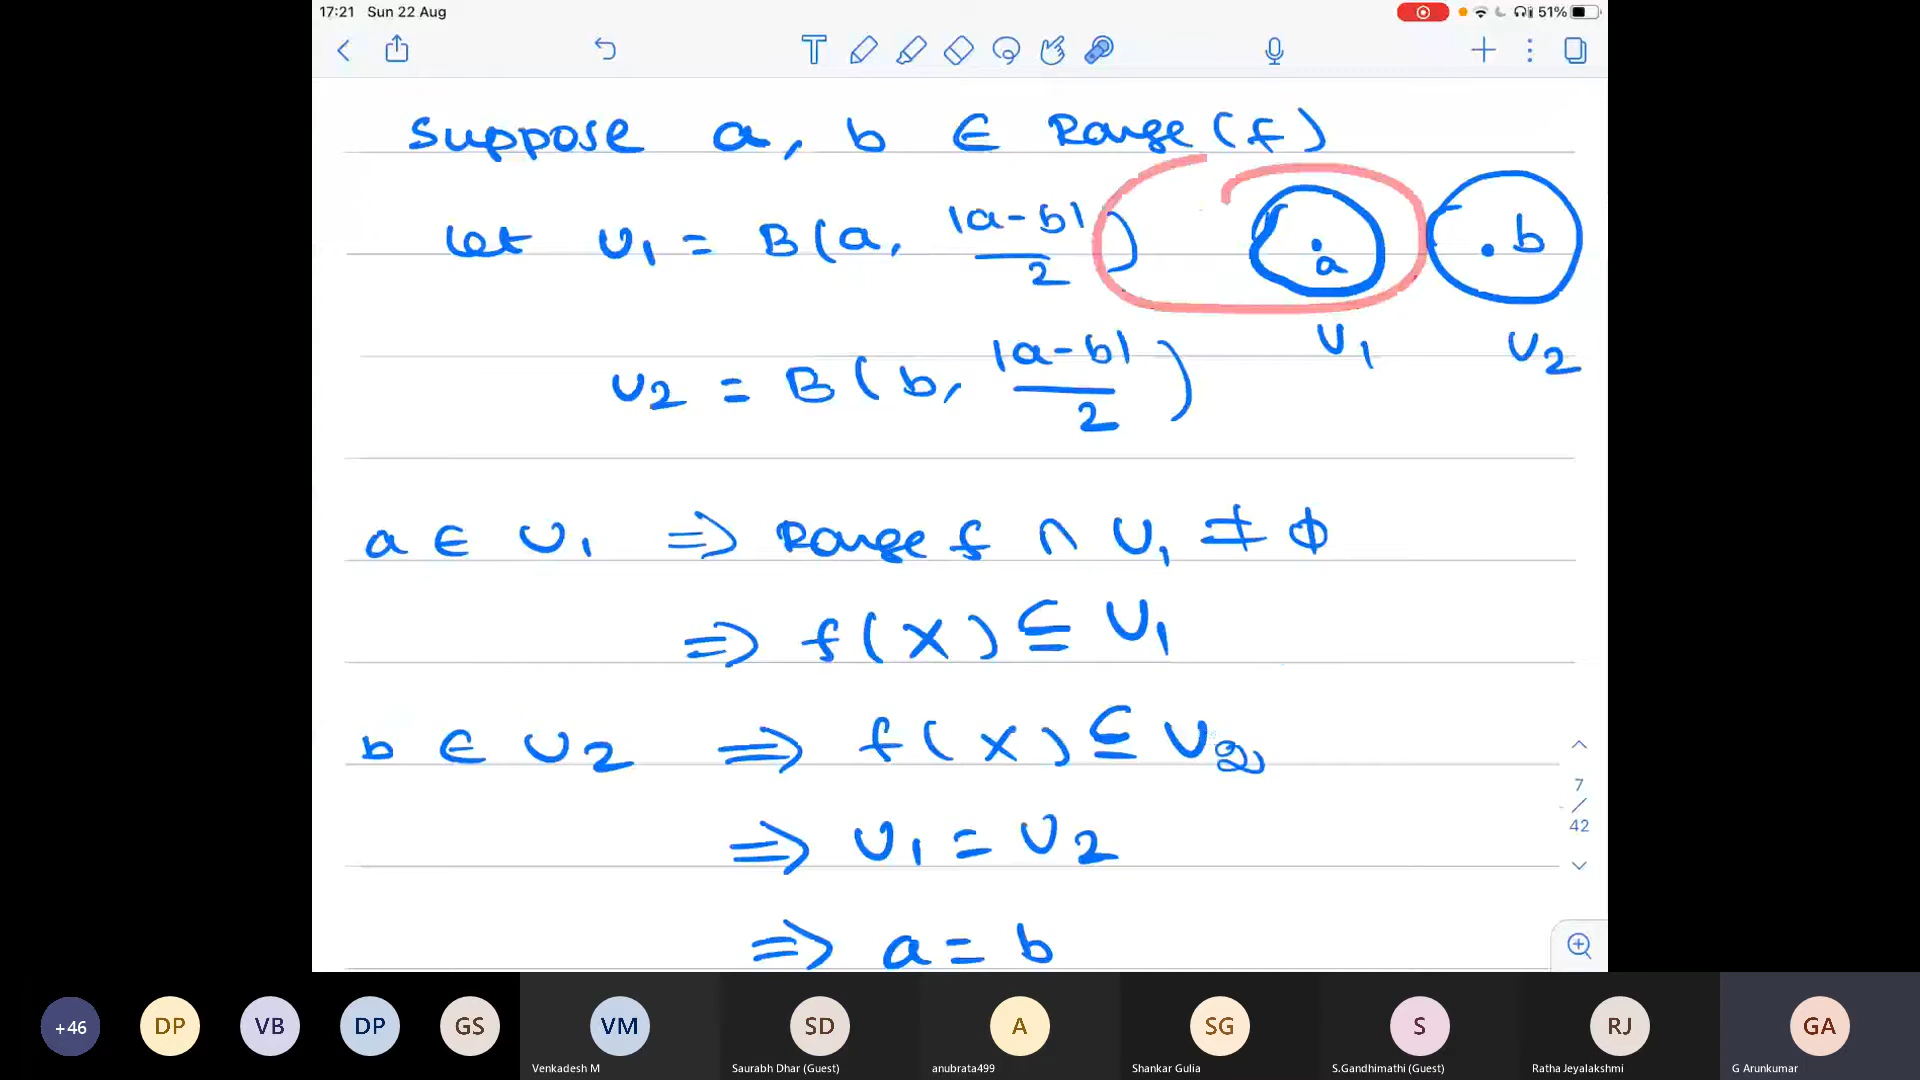 17:21 Sun 22 Aug 51%
T
suppose a, b ∈ Range(f)
Let U₁ = B(a, |a-b|/2)
a
b
U₁
U₂
U₂ = B(b, |a-b|/2)
a ∈ U₁ ⇒ Range f ∩ U₁ ≠ ϕ
⇒ f(X) ⊆ U₁
b ∈ U₂ ⇒ f(X) ⊆ U₂
⇒ U₁ = U₂
⇒ a = b
7
/
42
+46 DP VB DP GS VM SD A SG S RJ GA
Venkadesh M Saurabh Dhar (Guest) anubrata499 Shankar Gulia S.Gandhimathi (Guest) Ratha Jeyalakshmi G Arunkumar